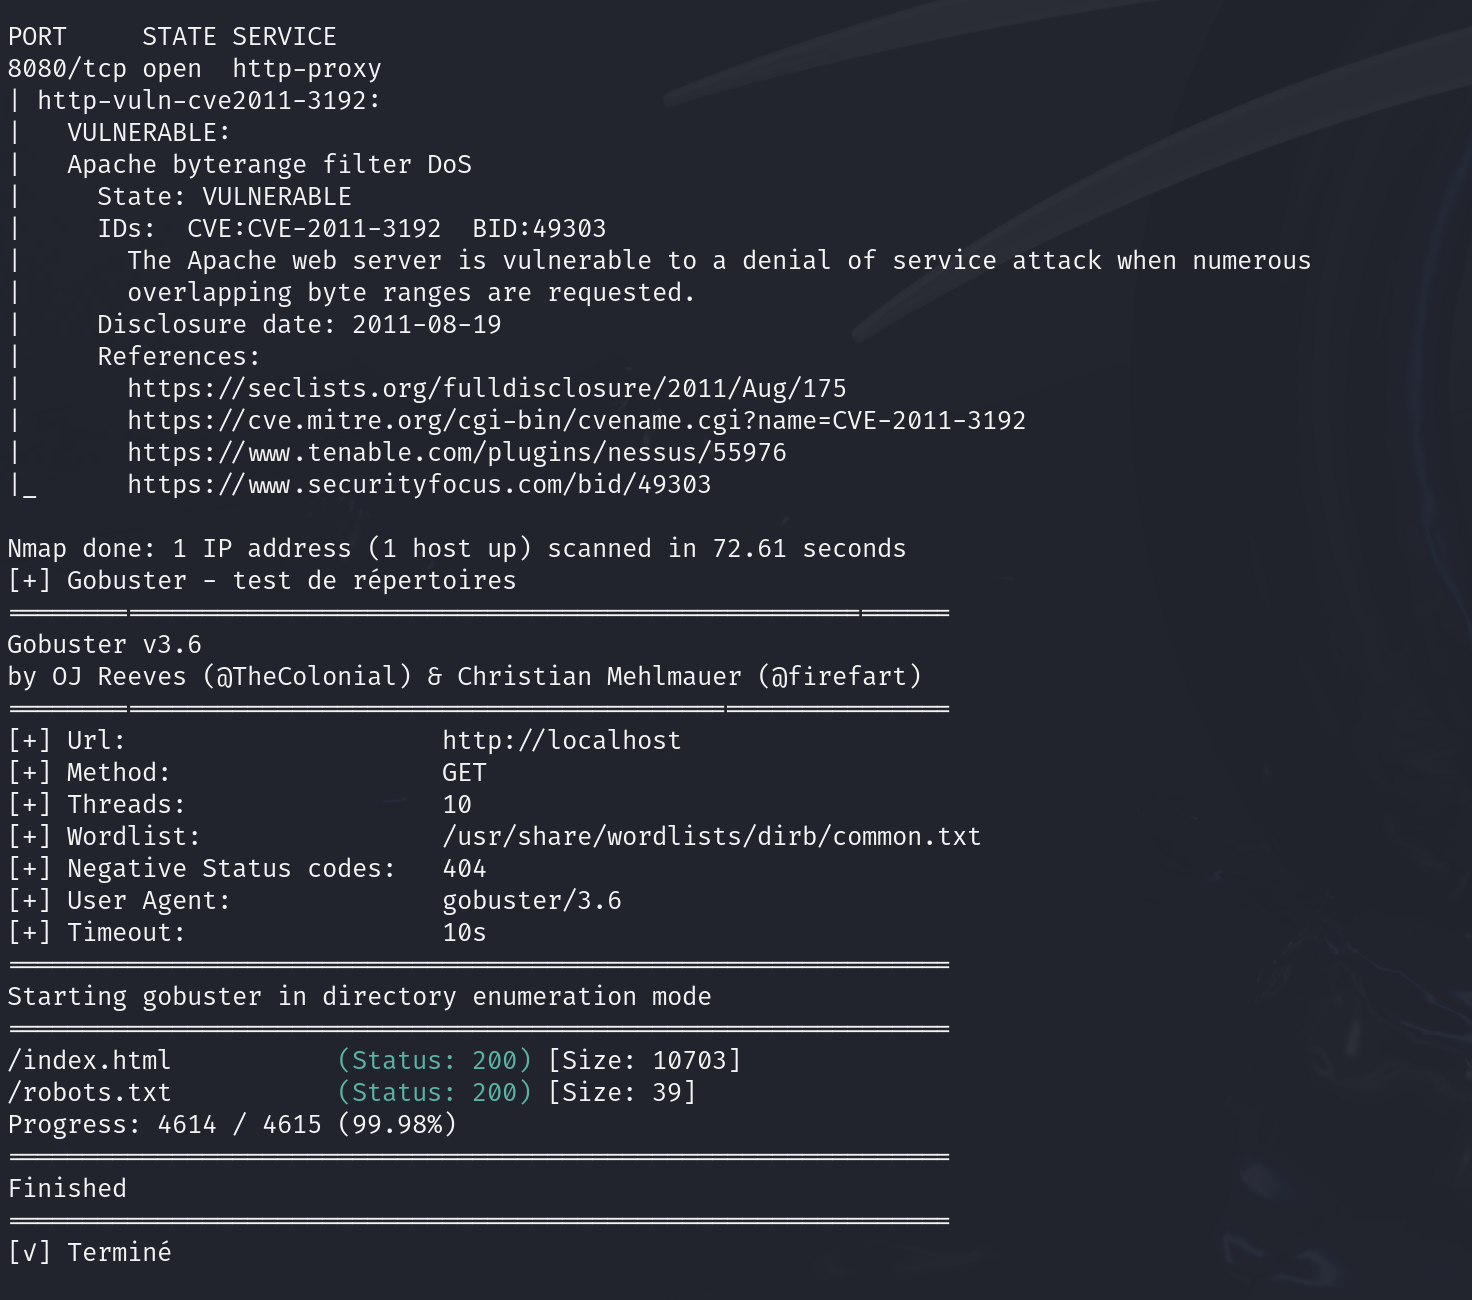 PORT     STATE SERVICE
8080/tcp open  http-proxy
| http-vuln-cve2011-3192:
|   VULNERABLE:
|   Apache byterange filter DoS
|     State: VULNERABLE
|     IDs:  CVE:CVE-2011-3192  BID:49303
|       The Apache web server is vulnerable to a denial of service attack when numerous
|       overlapping byte ranges are requested.
|     Disclosure date: 2011-08-19
|     References:
|       https://seclists.org/fulldisclosure/2011/Aug/175
|       https://cve.mitre.org/cgi-bin/cvename.cgi?name=CVE-2011-3192
|       https://www.tenable.com/plugins/nessus/55976
|_      https://www.securityfocus.com/bid/49303
Nmap done: 1 IP address (1 host up) scanned in 72.61 seconds
[+] Gobuster - test de répertoires
===============================================================
Gobuster v3.6
by OJ Reeves (@TheColonial) & Christian Mehlmauer (@firefart)
===============================================================
[+] Url:                     http://localhost
[+] Method:                  GET
[+] Threads:                 10
[+] Wordlist:                /usr/share/wordlists/dirb/common.txt
[+] Negative Status codes:   404
[+] User Agent:              gobuster/3.6
[+] Timeout:                 10s
===============================================================
Starting gobuster in directory enumeration mode
===============================================================
/index.html           (Status: 200) [Size: 10703]
/robots.txt           (Status: 200) [Size: 39]
Progress: 4614 / 4615 (99.98%)
===============================================================
Finished
===============================================================
[√] Terminé